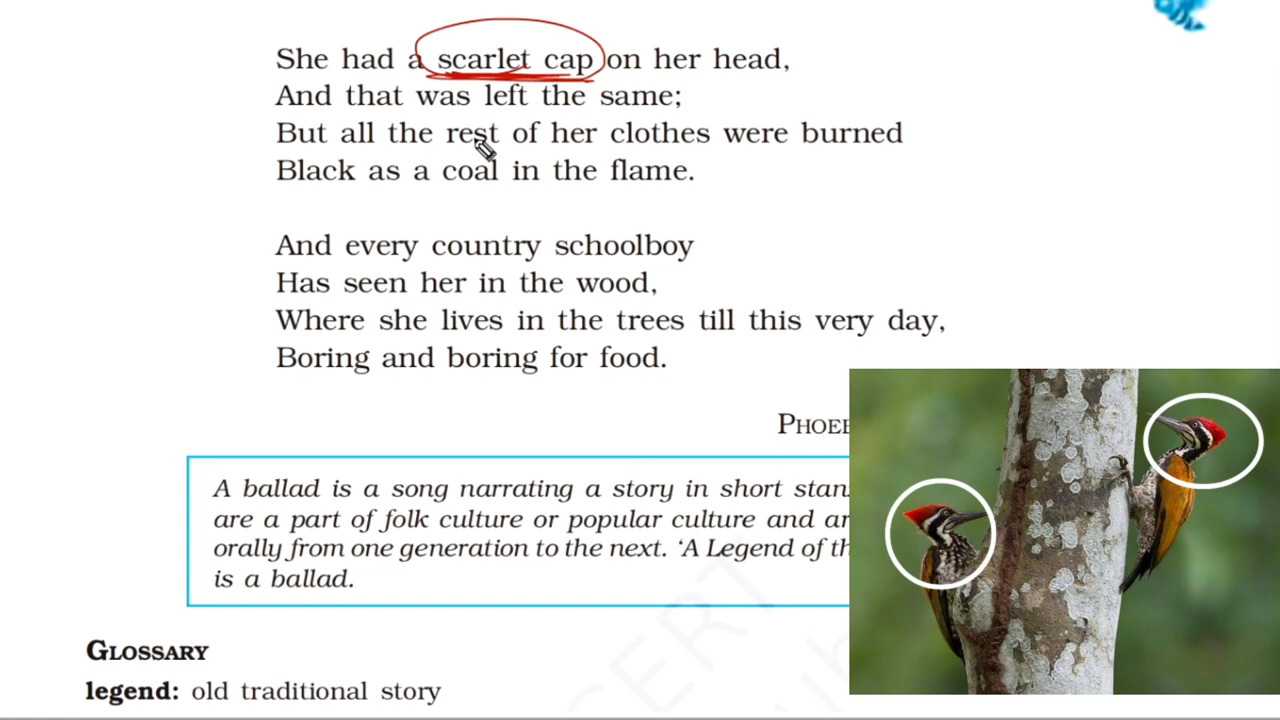 She had a scarlet cap on her head,
And that was left the same;
But all the rest of her clothes were burned
Black as a coal in the flame.
And every country schoolboy
Has seen her in the wood,
Where she lives in the trees till this very day,
Boring and boring for food.
A ballad is a song narrating a story in short
are a part of folk culture or popular culture and
orally from one generation to the next. ‘A Legend of
is a ballad.
GLOSSARY
legend: old traditional story